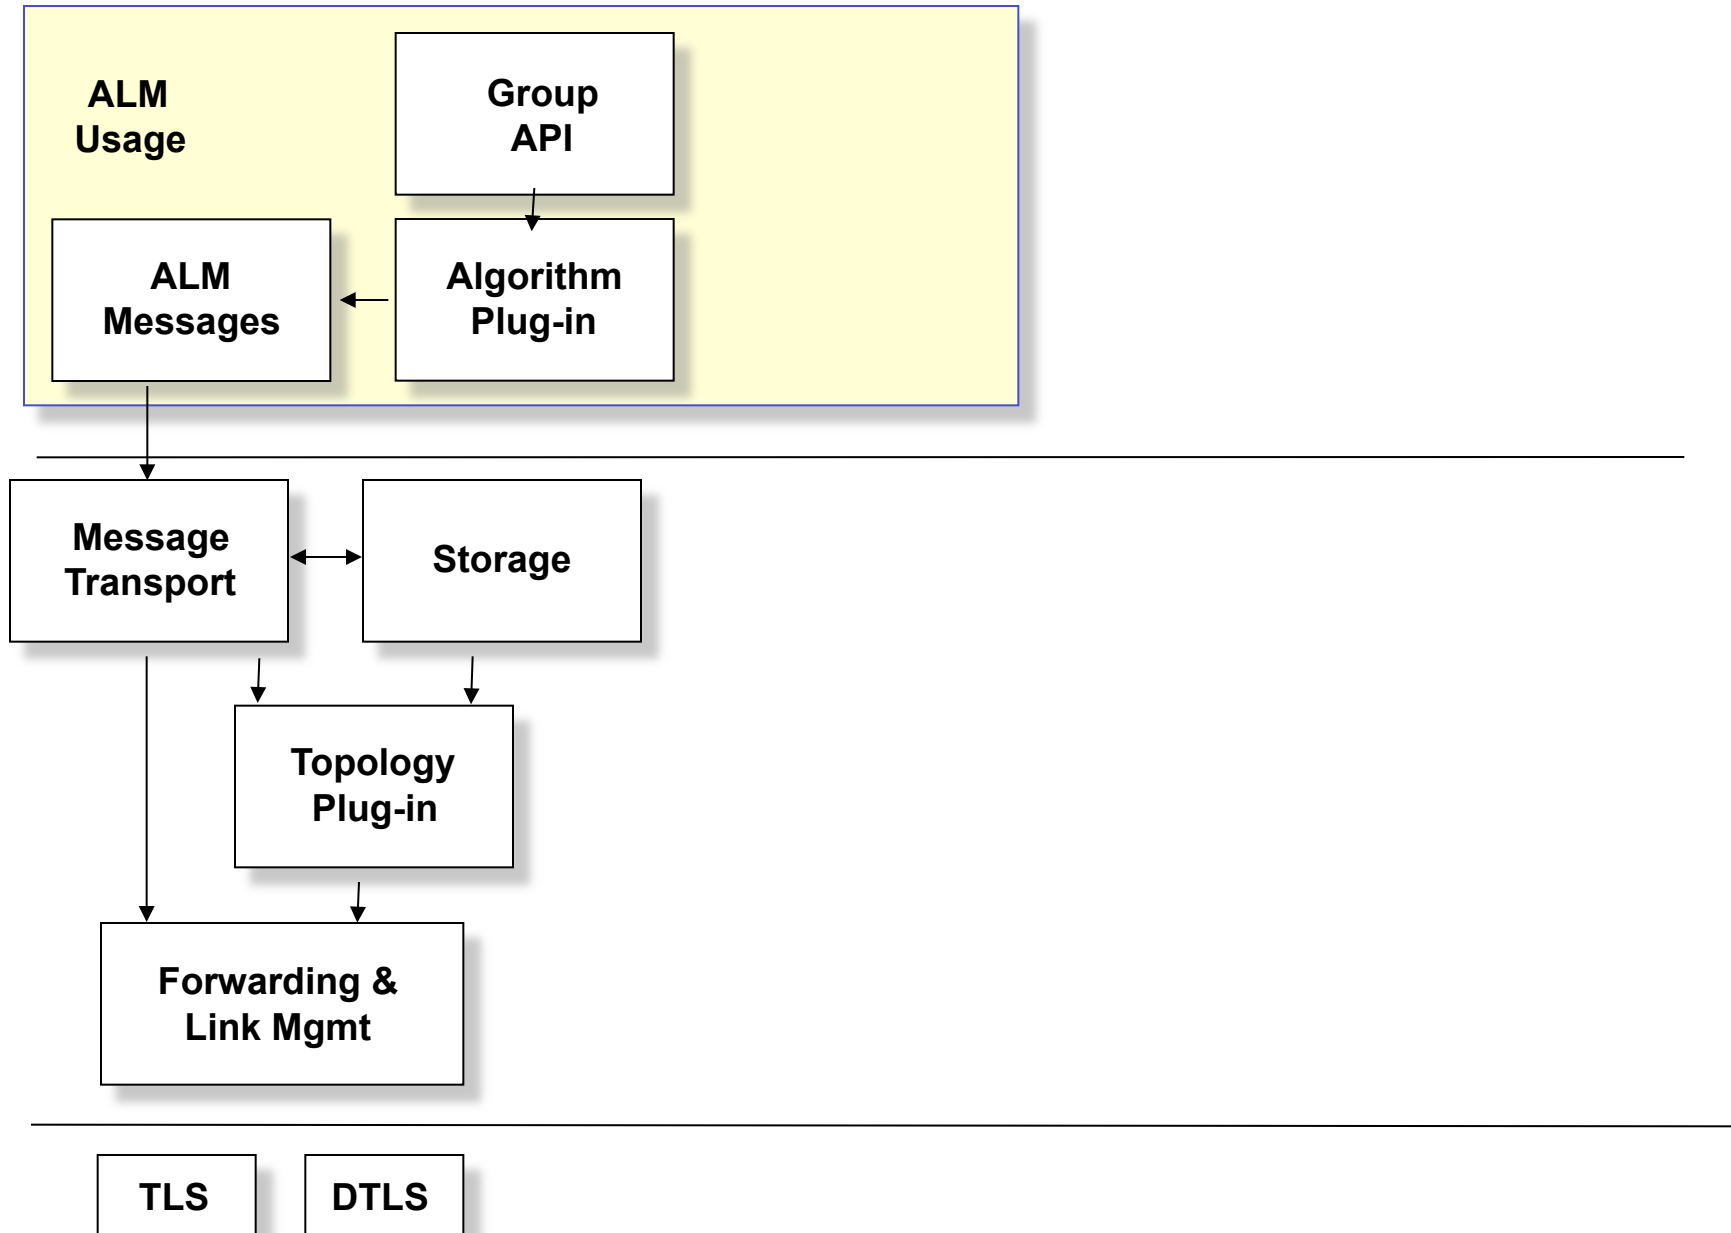 ALM
Usage
Group
API
ALM
Messages
Algorithm
Plug-in
Message
Transport
Storage
Topology
Plug-in
Forwarding &
Link Mgmt
TLS
DTLS